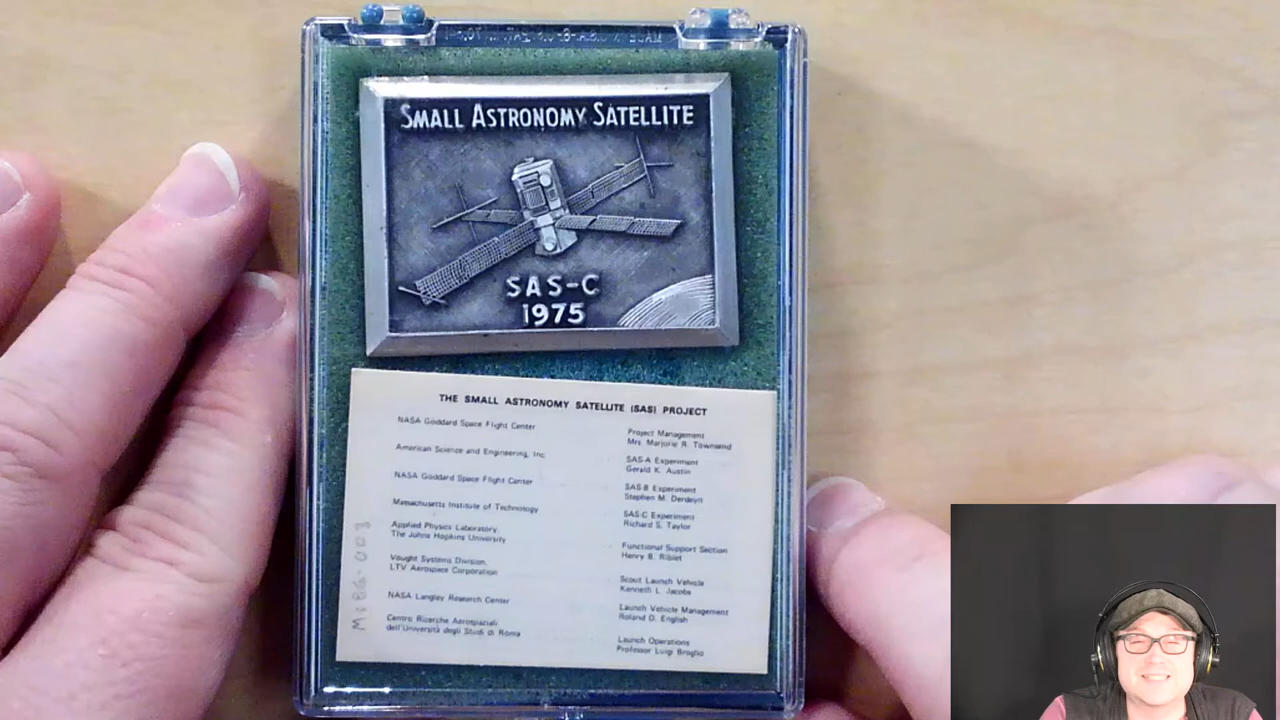 SMALL ASTRONOMY SATELLITE
SAS-C
1975
THE SMALL ASTRONOMY SATELLITE (SAS) PROJECT
NASA Goddard Space Flight Center
Project Management
Mrs. Marjorie R. Townsend
American Science and Engineering, Inc.
SAS-A Experiment
Gerald K. Austin
NASA Goddard Space Flight Center
SAS-B Experiment
Stephen M. Derdeyn
Massachusetts Institute of Technology
SAS-C Experiment
Richard S. Taylor
Applied Physics Laboratory,
The Johns Hopkins University
Functional Support Section
Henry B. Riblet
Vought Systems Division,
LTV Aerospace Corporation
Scout Launch Vehicle
Kenneth L. Jacobs
NASA Langley Research Center
Launch Vehicle Management
Roland D. English
Centro Ricerche Aerospaziali
dell'Università degli Studi di Roma
Launch Operations
Professor Luigi Broglio